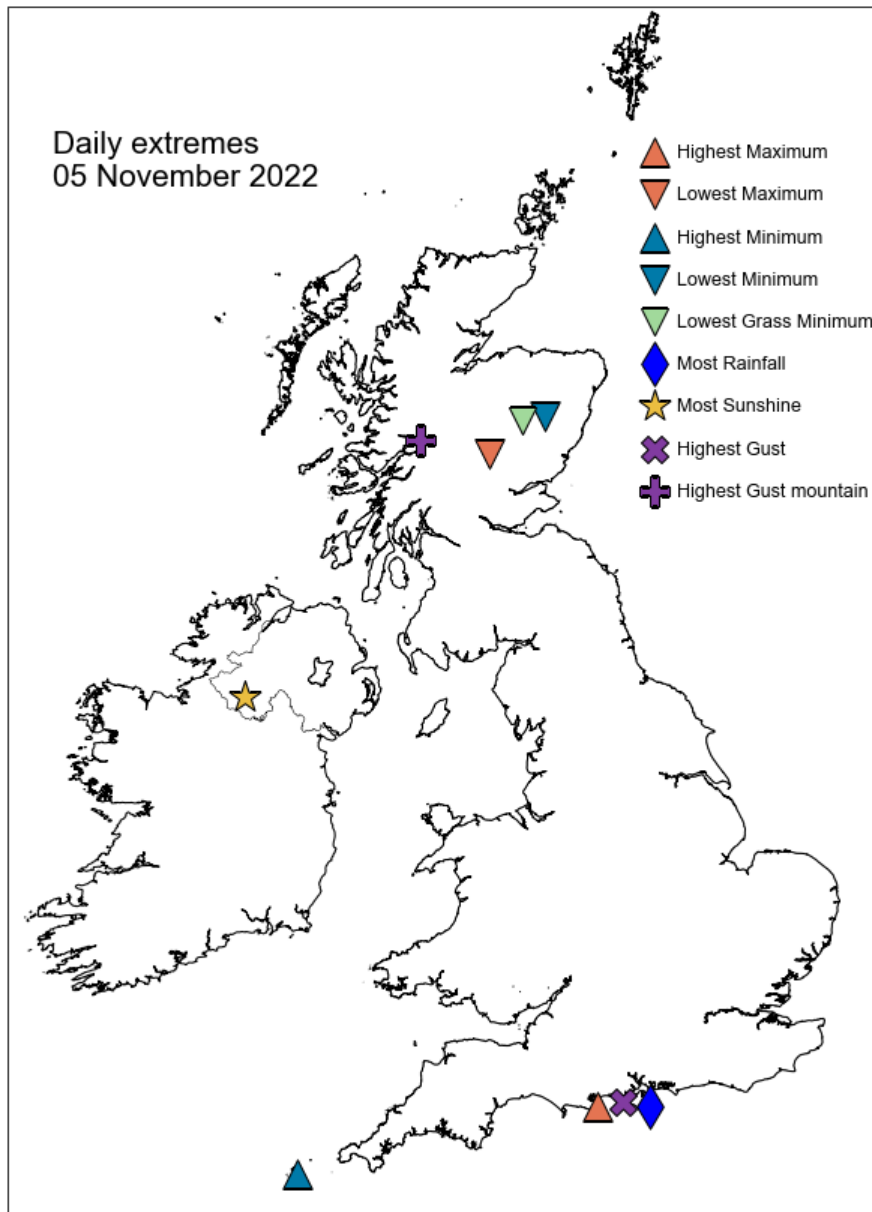 Daily extremes
05 November 2022
Highest Maximum
Lowest Maximum
Highest Minimum
Lowest Minimum
Lowest Grass Minimum
Most Rainfall
Most Sunshine
Highest Gust
Highest Gust mountain